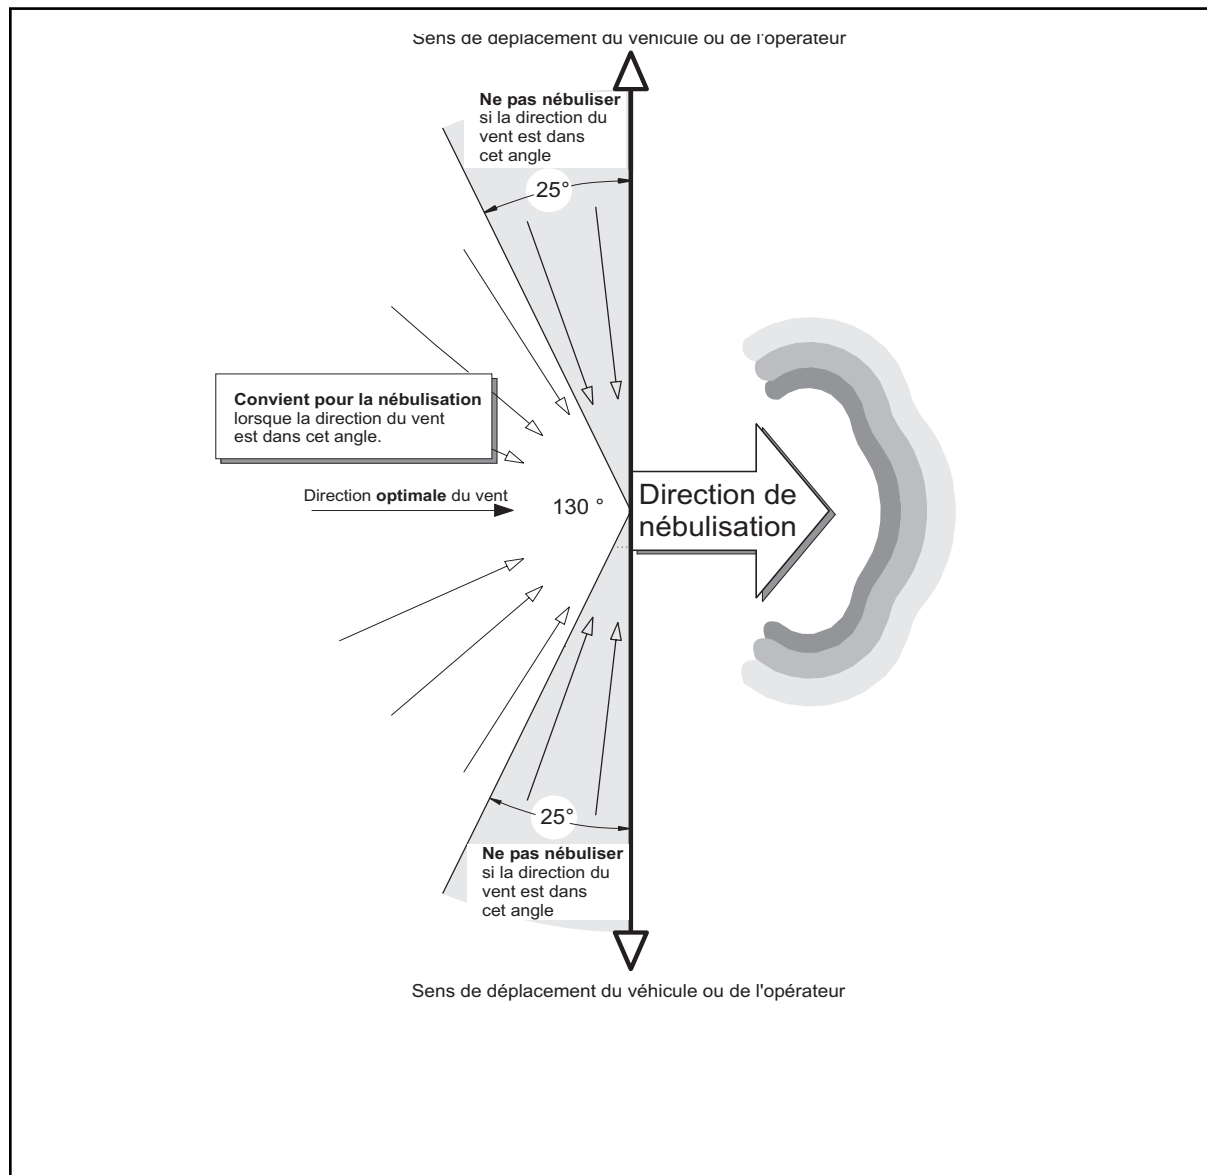 Sens de déplacement du véhicule ou de l'opérateur
Ne pas nébuliser
si la direction du
vent est dans
cet angle
25°
Convient pour la nébulisation
lorsque la direction du vent
est dans cet angle.
Direction optimale du vent
130 °
Direction de
nébulisation
25°
Ne pas nébuliser
si la direction du
vent est dans
cet angle
Sens de déplacement du véhicule ou de l'opérateur